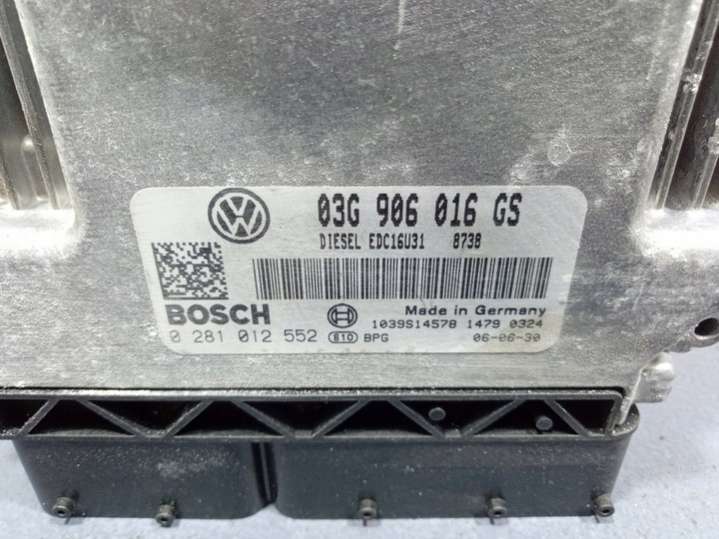 03G 906 016 GS
DIESEL EDC16U31 8738
BOSCH
Made in Germany
1039S14578 1479 0324
0 281 012 552 B10 BPG 06-06-30